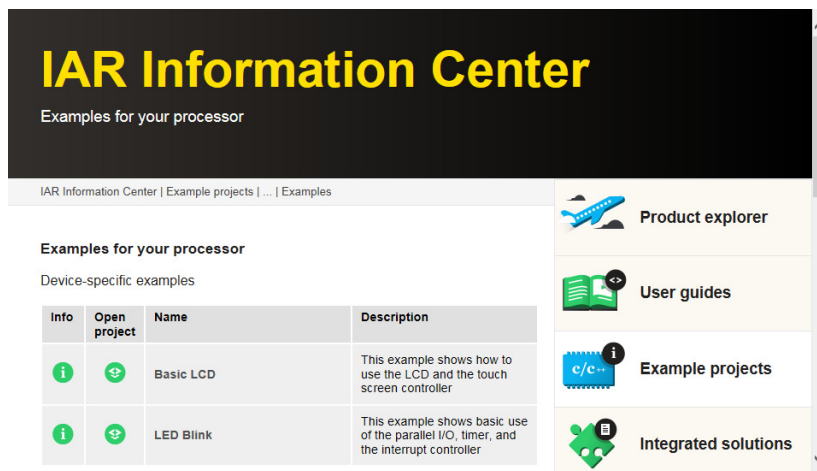 IAR Information Center
Examples for your processor
IAR Information Center | Example projects | ... | Examples
Examples for your processor
Device-specific examples
Info
Open
project
Name
Description
i
Basic LCD
This example shows how to
use the LCD and the touch
screen controller
i
LED Blink
This example shows basic use
of the parallel I/O, timer, and
the interrupt controller
Product explorer
<>
User guides
i
c/c++
Example projects
Integrated solutions